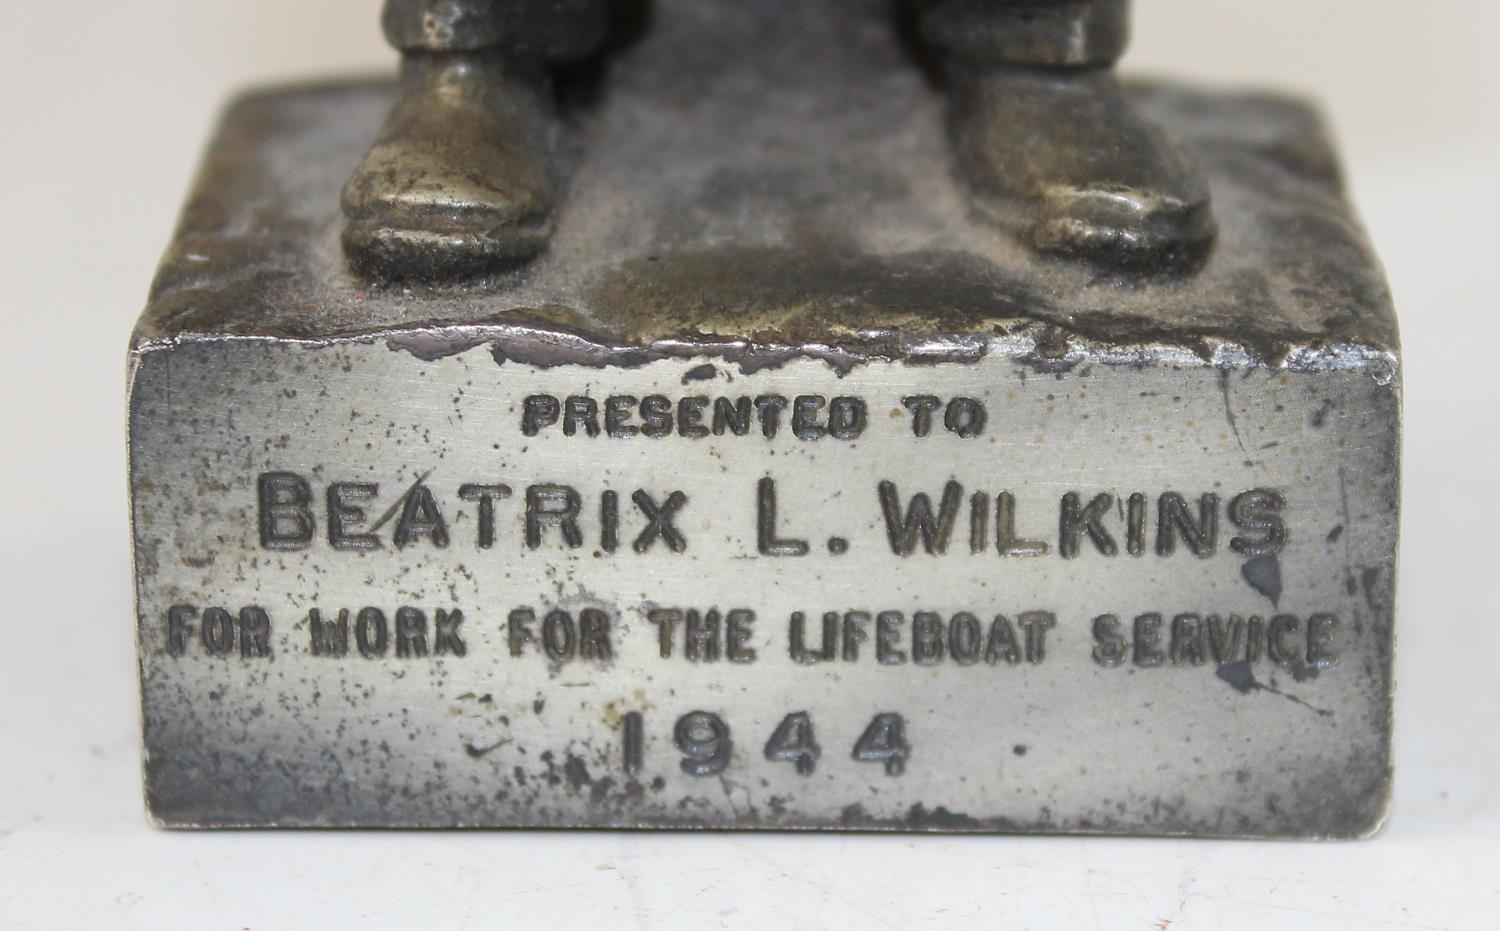 PRESENTED TO
BEATRIX L. WILKINS
FOR WORK FOR THE LIFEBOAT SERVICE
1944